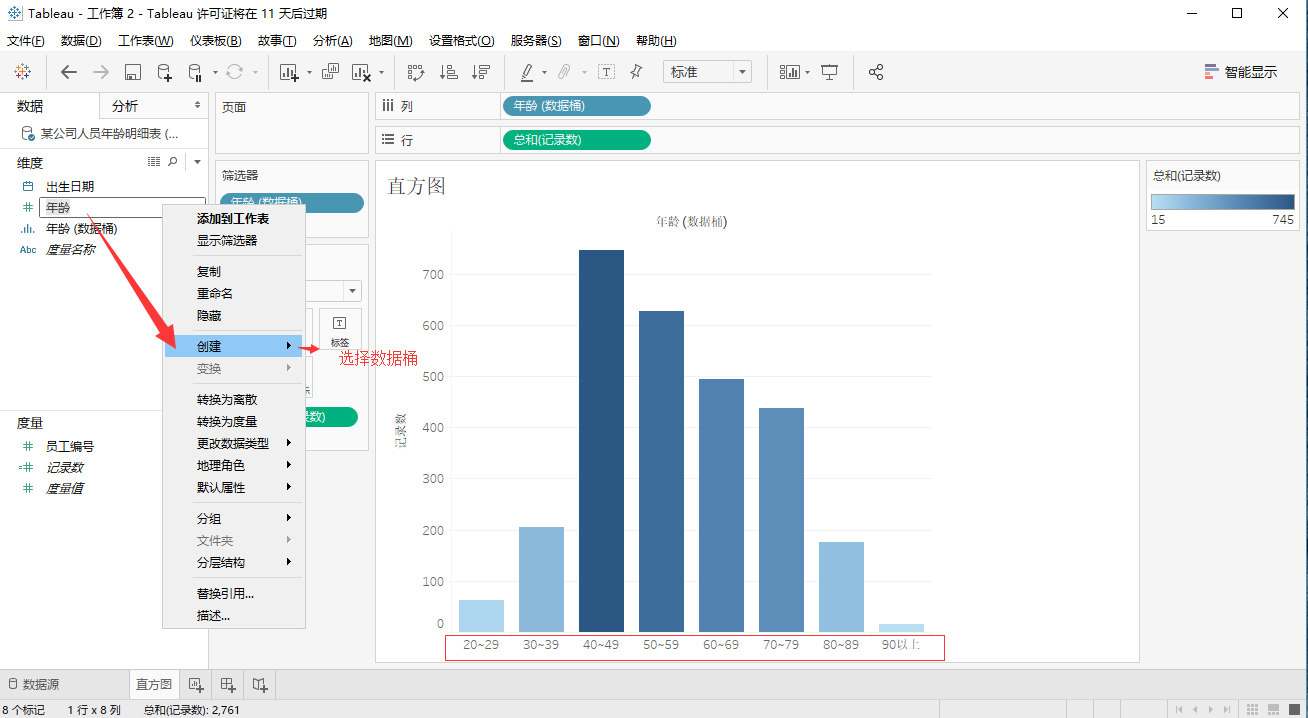 Tableau - 工作簿 2 - Tableau 许可证将在 11 天后过期
文件(F) 数据(D) 工作表(W) 仪表板(B) 故事(T) 分析(A) 地图(M) 设置格式(O) 服务器(S) 窗口(N) 帮助(H)
标准
智能显示
数据
分析
某公司人员年龄明细表 (...
维度
出生日期
年龄
年龄 (数据桶)
Abc 度量名称
度量
员工编号
记录数
度量值
页面
筛选器
年龄 (数据桶)
T
标签
数)
添加到工作表
显示筛选器
复制
重命名
隐藏
创建
变换
转换为离散
转换为度量
更改数据类型
地理角色
默认属性
分组
文件夹
分层结构
替换引用...
描述...
选择数据桶
列
年龄 (数据桶)
行
总和(记录数)
直方图
年龄 (数据桶)
记录数
700
600
500
400
300
200
100
0
20~29 30~39 40~49 50~59 60~69 70~79 80~89 90以上
总和(记录数)
15 745
数据源
直方图
8 个标记 1 行 x 8 列 总和(记录数): 2,761